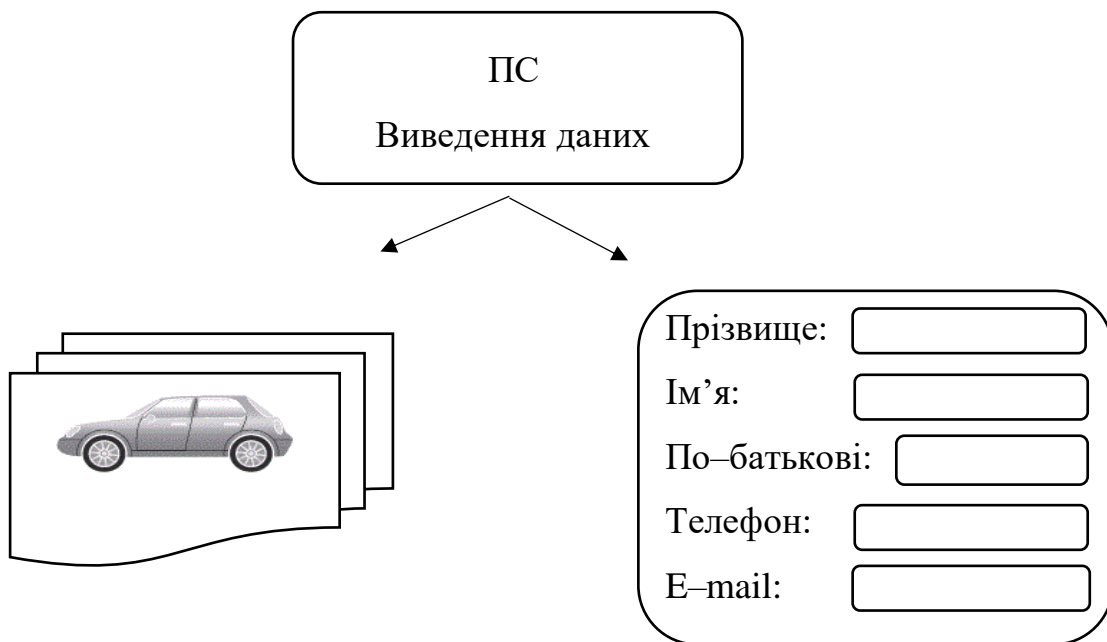 ПС
Виведення даних
Прізвище:
Ім’я:
По–батькові:
Телефон:
E–mail: